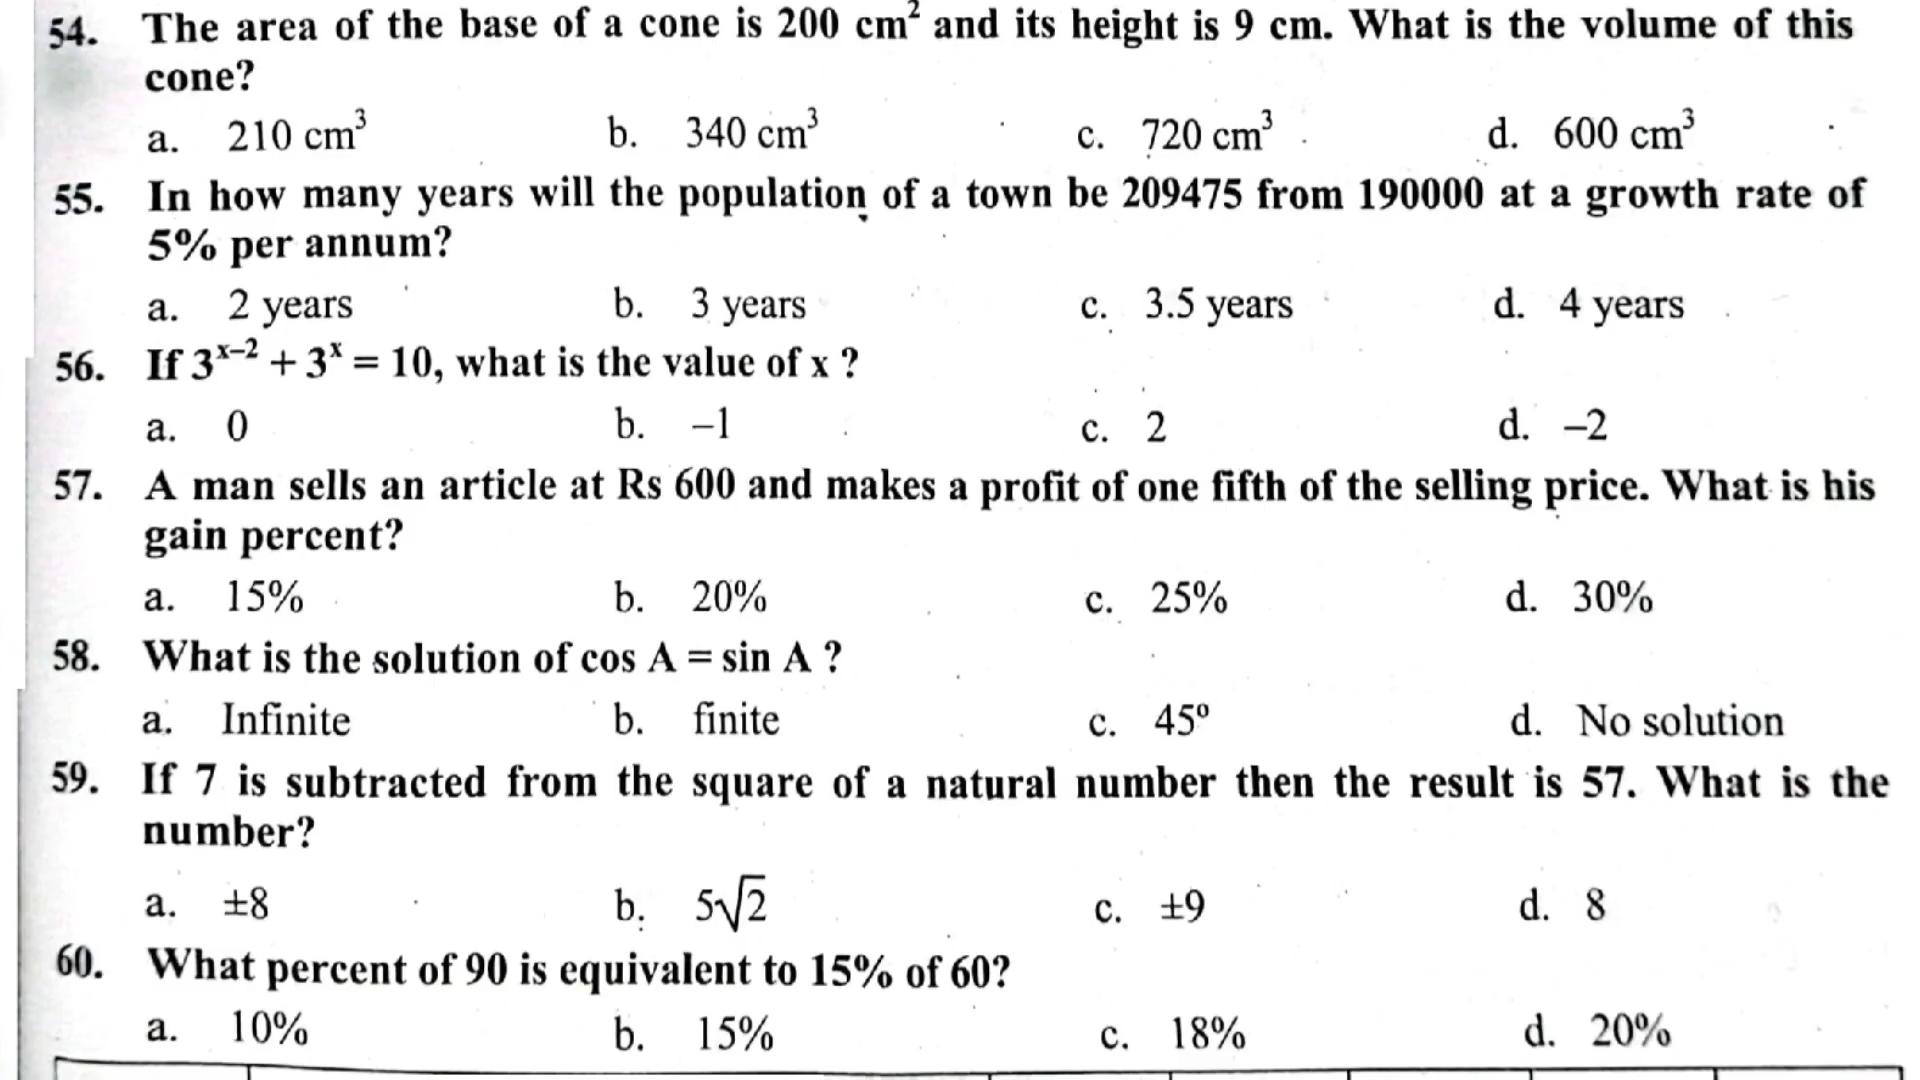 54. The area of the base of a cone is 200 cm² and its height is 9 cm. What is the volume of this
cone?
a. 210 cm³ b. 340 cm³ c. 720 cm³ d. 600 cm³
55. In how many years will the population of a town be 209475 from 190000 at a growth rate of
5% per annum?
a. 2 years b. 3 years c. 3.5 years d. 4 years
56. If 3ˣ⁻² + 3ˣ = 10, what is the value of x ?
a. 0 b. –1 c. 2 d. –2
57. A man sells an article at Rs 600 and makes a profit of one fifth of the selling price. What is his
gain percent?
a. 15% b. 20% c. 25% d. 30%
58. What is the solution of cos A = sin A ?
a. Infinite b. finite c. 45° d. No solution
59. If 7 is subtracted from the square of a natural number then the result is 57. What is the
number?
a. ±8 b. 5√2 c. ±9 d. 8
60. What percent of 90 is equivalent to 15% of 60?
a. 10% b. 15% c. 18% d. 20%